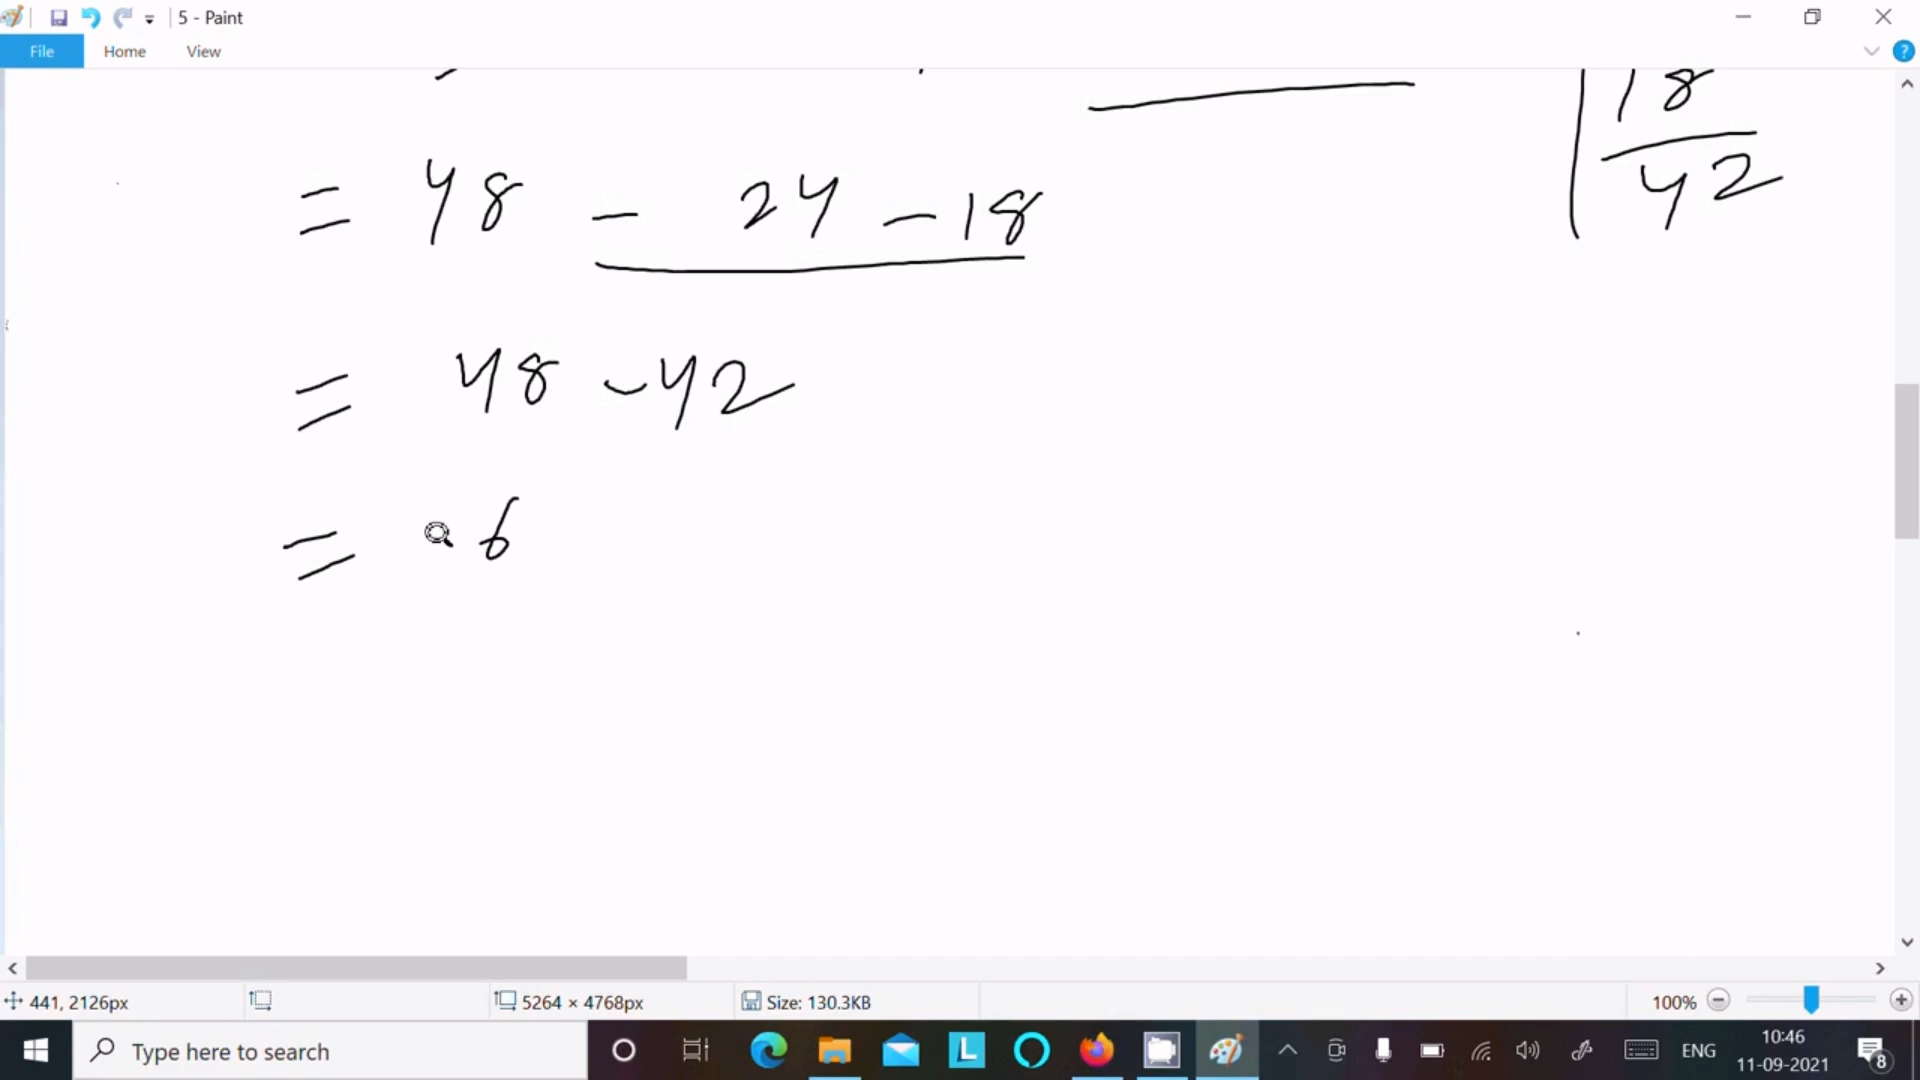 5 - Paint
File Home View
18
42
= 48 - 24 - 18
= 48 - 42
= 6
441, 2126px 5264 × 4768px Size: 130.3KB 100%
Type here to search L ENG 10:46
11-09-2021 8